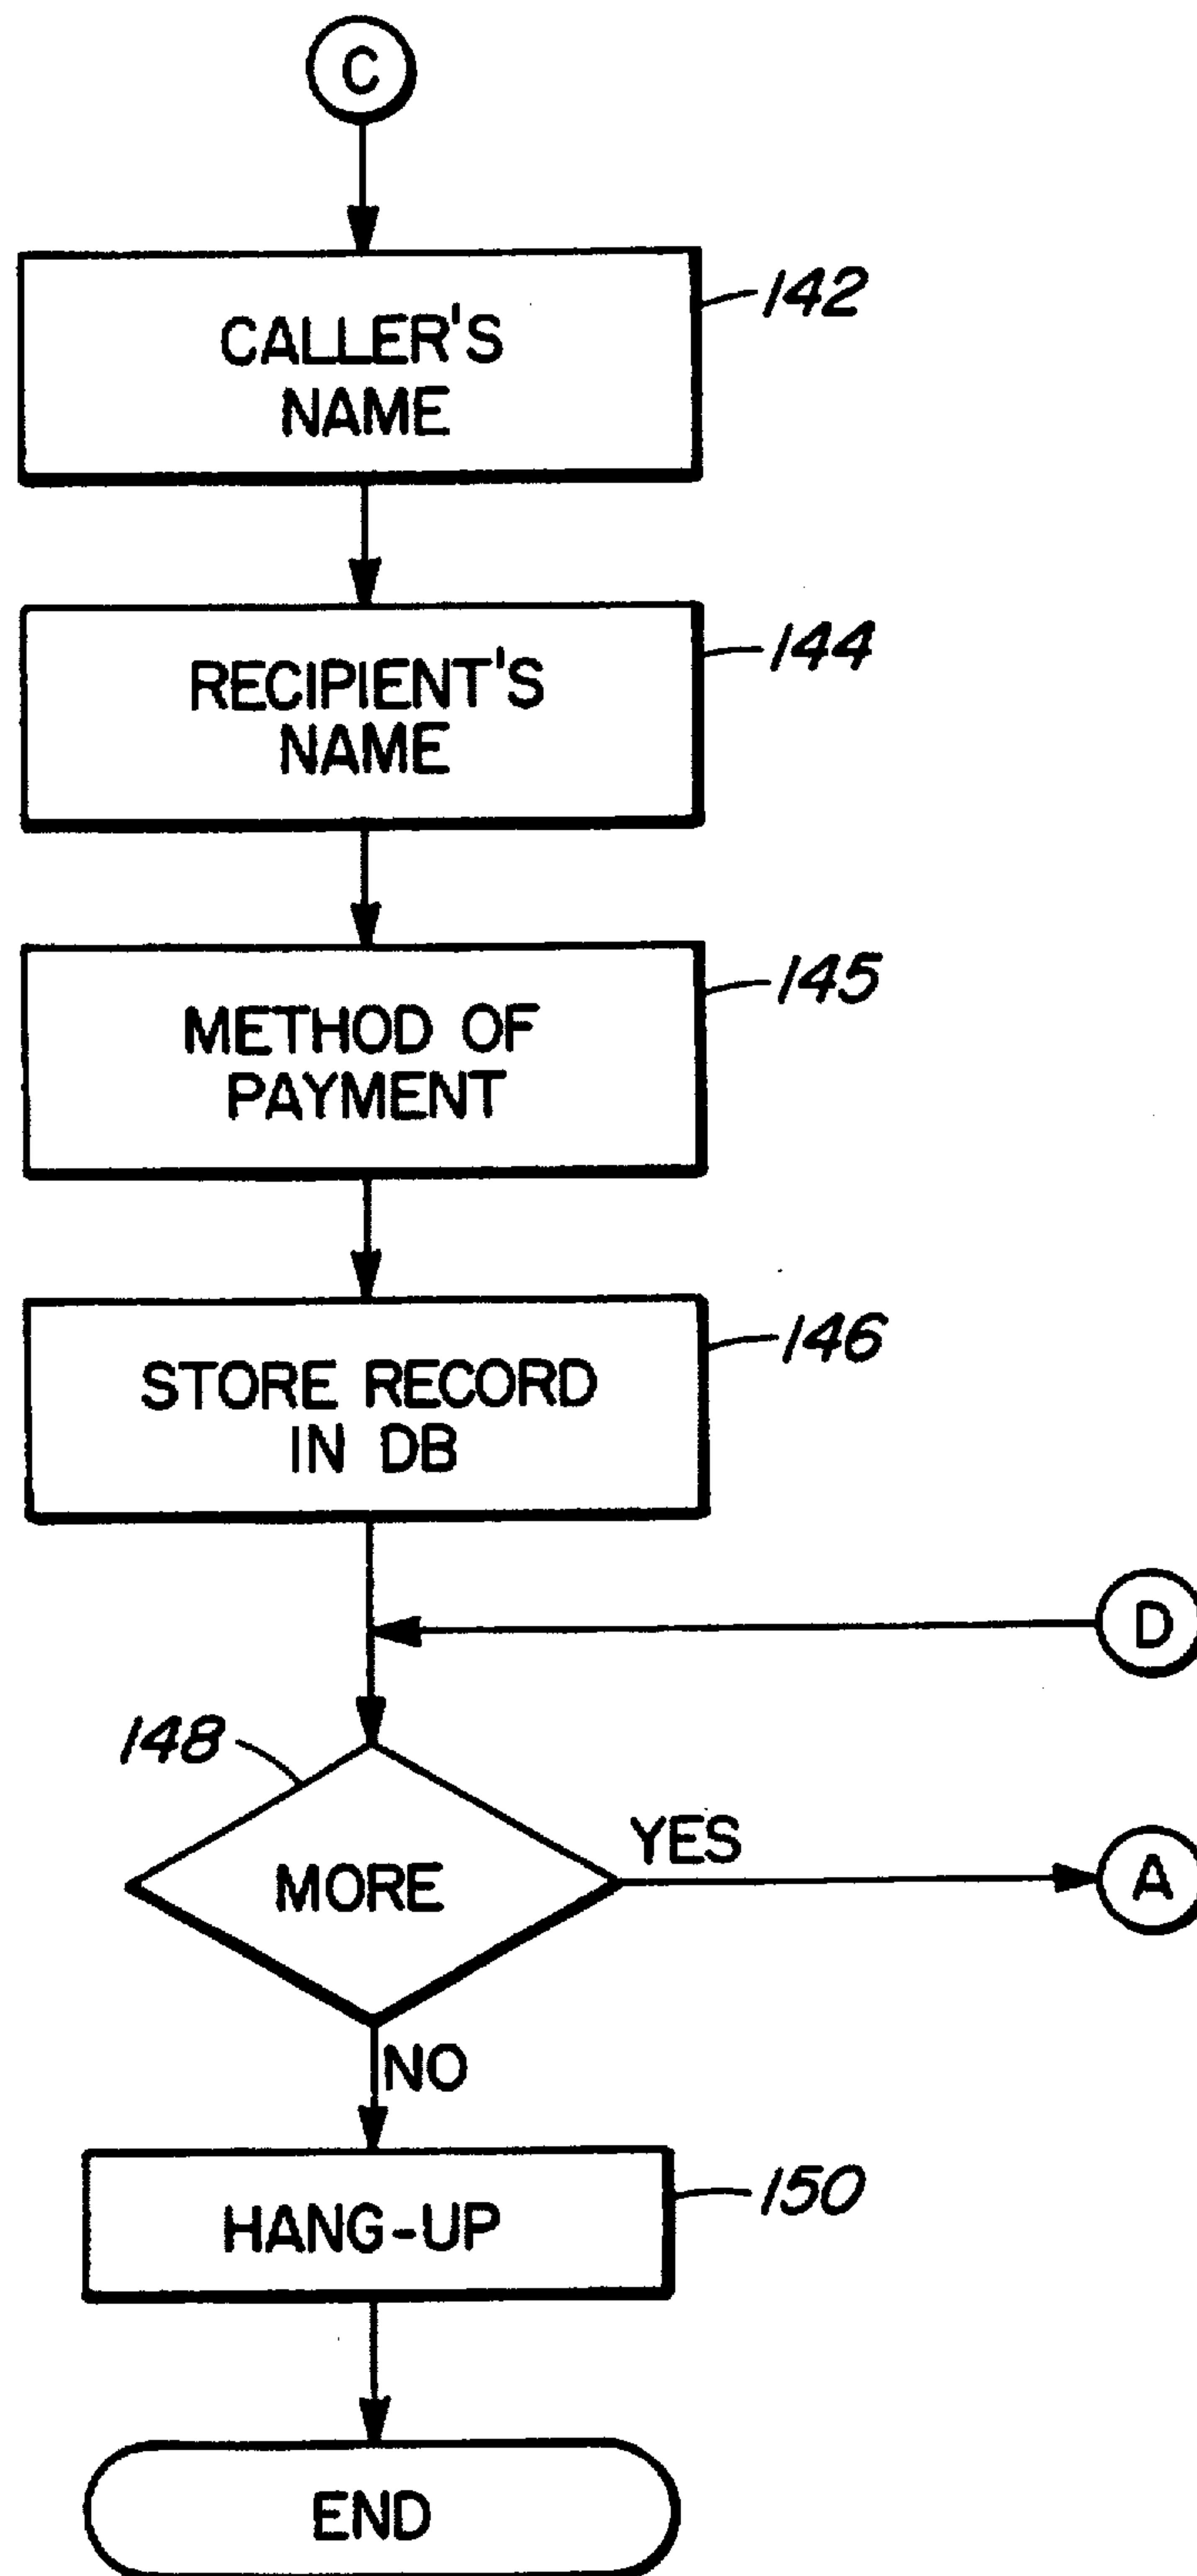 C
CALLER'S
NAME
142
RECIPIENT'S
NAME
144
METHOD OF
PAYMENT
145
STORE RECORD
IN DB
146
D
148
MORE
YES
A
NO
HANG-UP
150
END